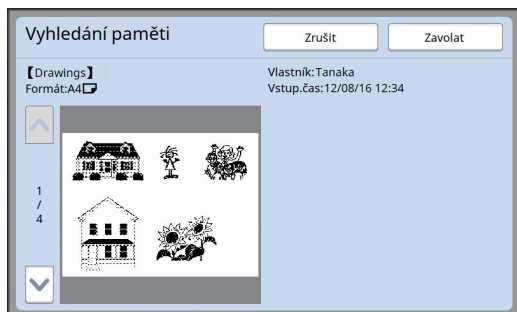 Vyhledání paměti
Zrušit
Zavolat
【Drawings】
Formát:A4
Vlastník:Tanaka
Vstup.čas:12/08/16 12:34
1
/
4